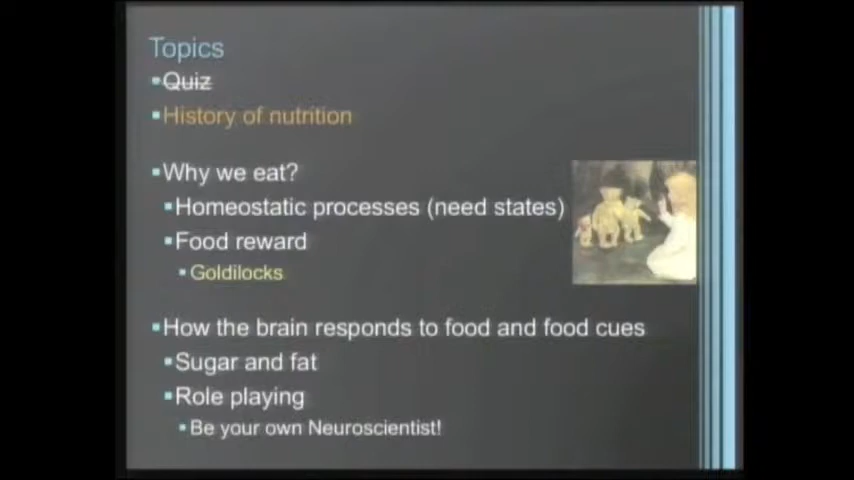 Topics
Quiz
History of nutrition
Why we eat?
Homeostatic processes (need states)
Food reward
Goldilocks
How the brain responds to food and food cues
Sugar and fat
Role playing
Be your own Neuroscientist!